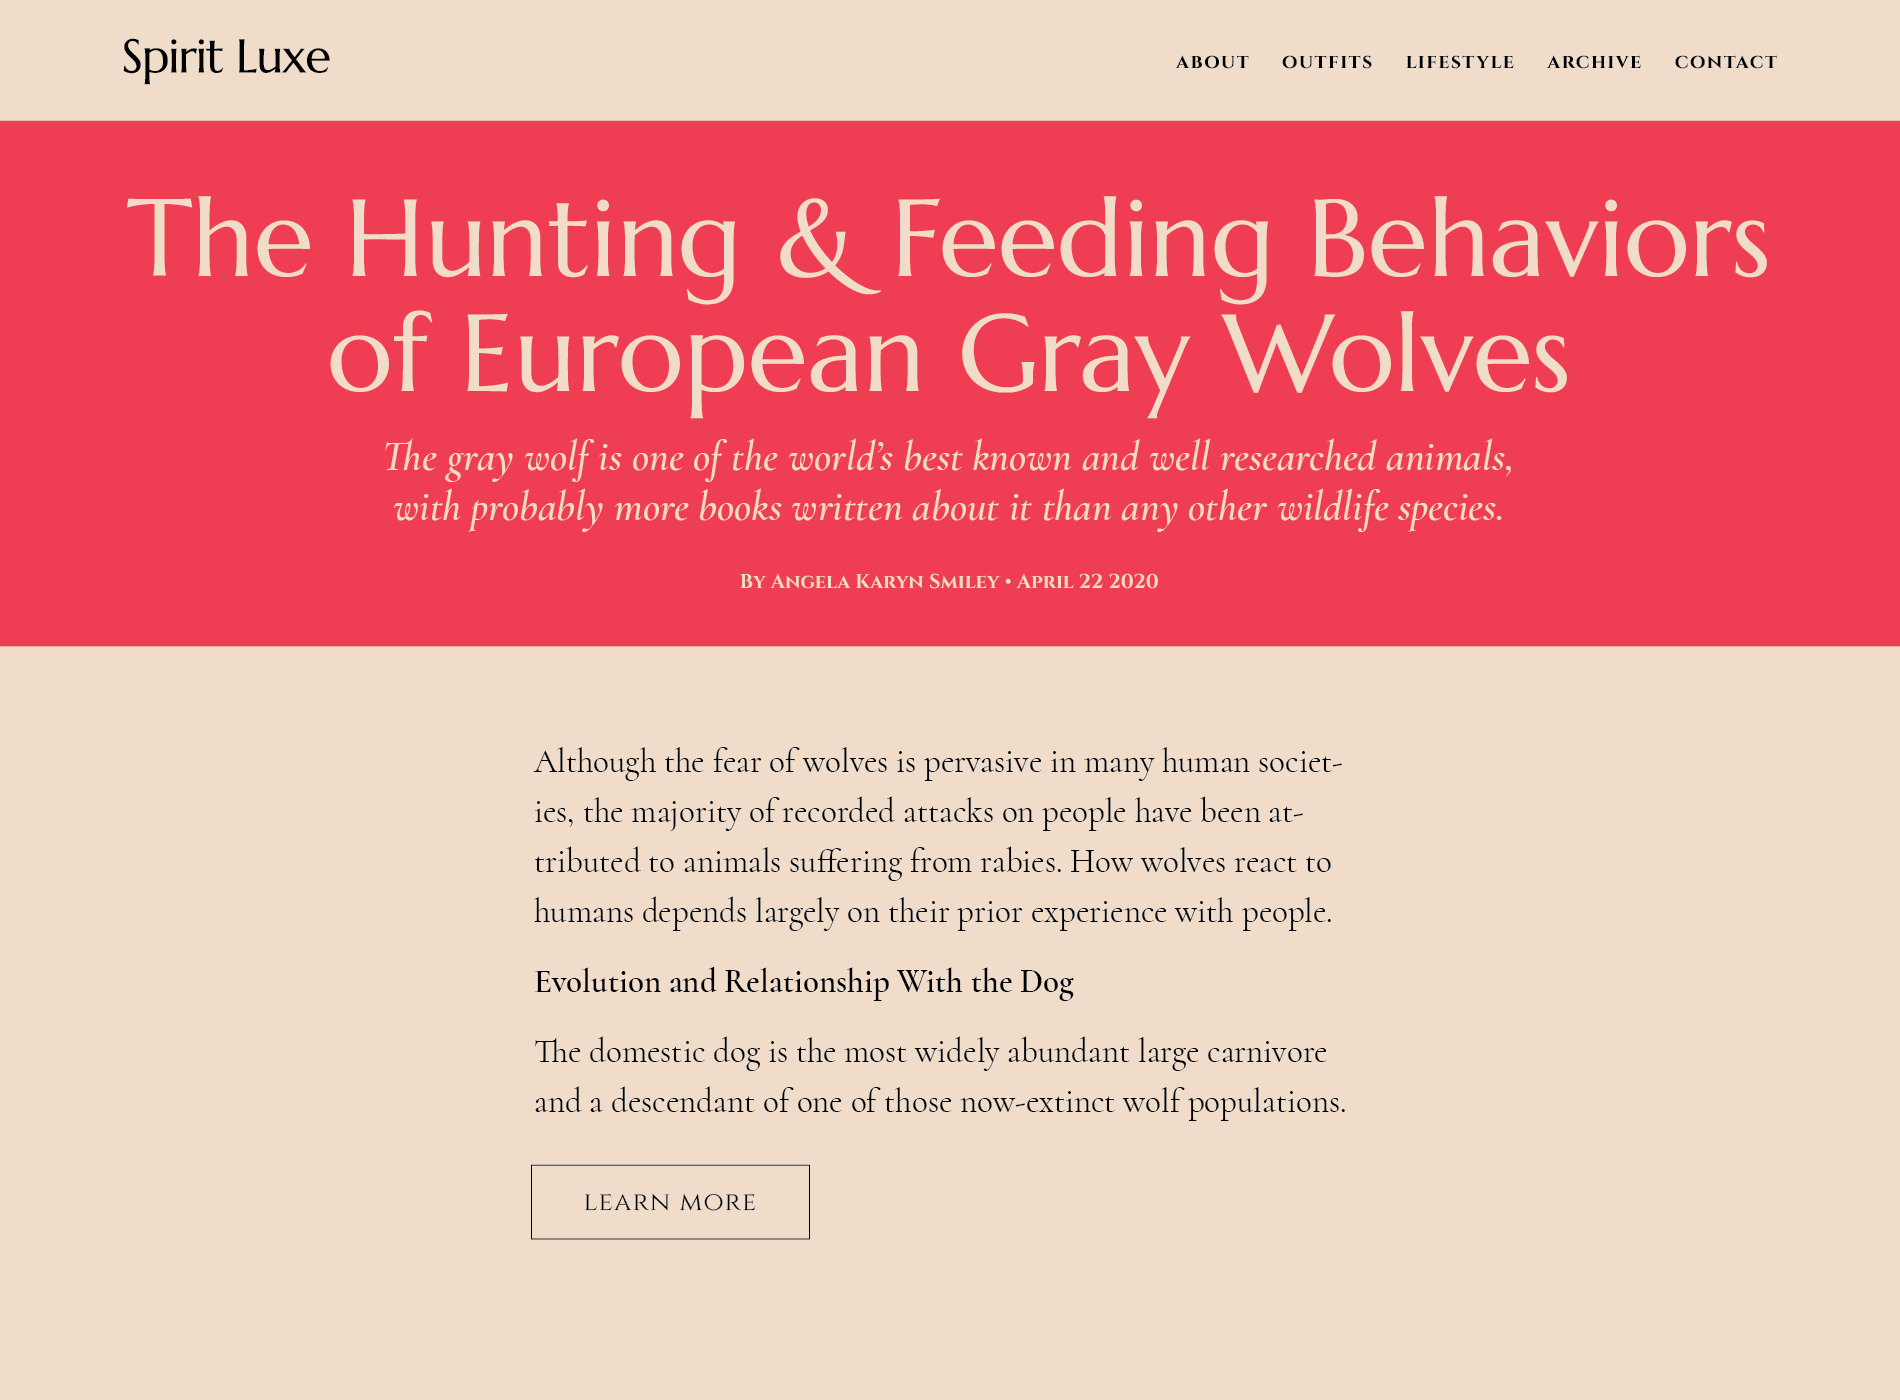 Spirit Luxe
ABOUT OUTFITS LIFESTYLE ARCHIVE CONTACT
The Hunting & Feeding Behaviors
of European Gray Wolves
The gray wolf is one of the world’s best known and well researched animals,
with probably more books written about it than any other wildlife species.
By Angela Karyn Smiley • April 22 2020
Although the fear of wolves is pervasive in many human societ-
ies, the majority of recorded attacks on people have been at-
tributed to animals suffering from rabies. How wolves react to
humans depends largely on their prior experience with people.
Evolution and Relationship With the Dog
The domestic dog is the most widely abundant large carnivore
and a descendant of one of those now-extinct wolf populations.
LEARN MORE